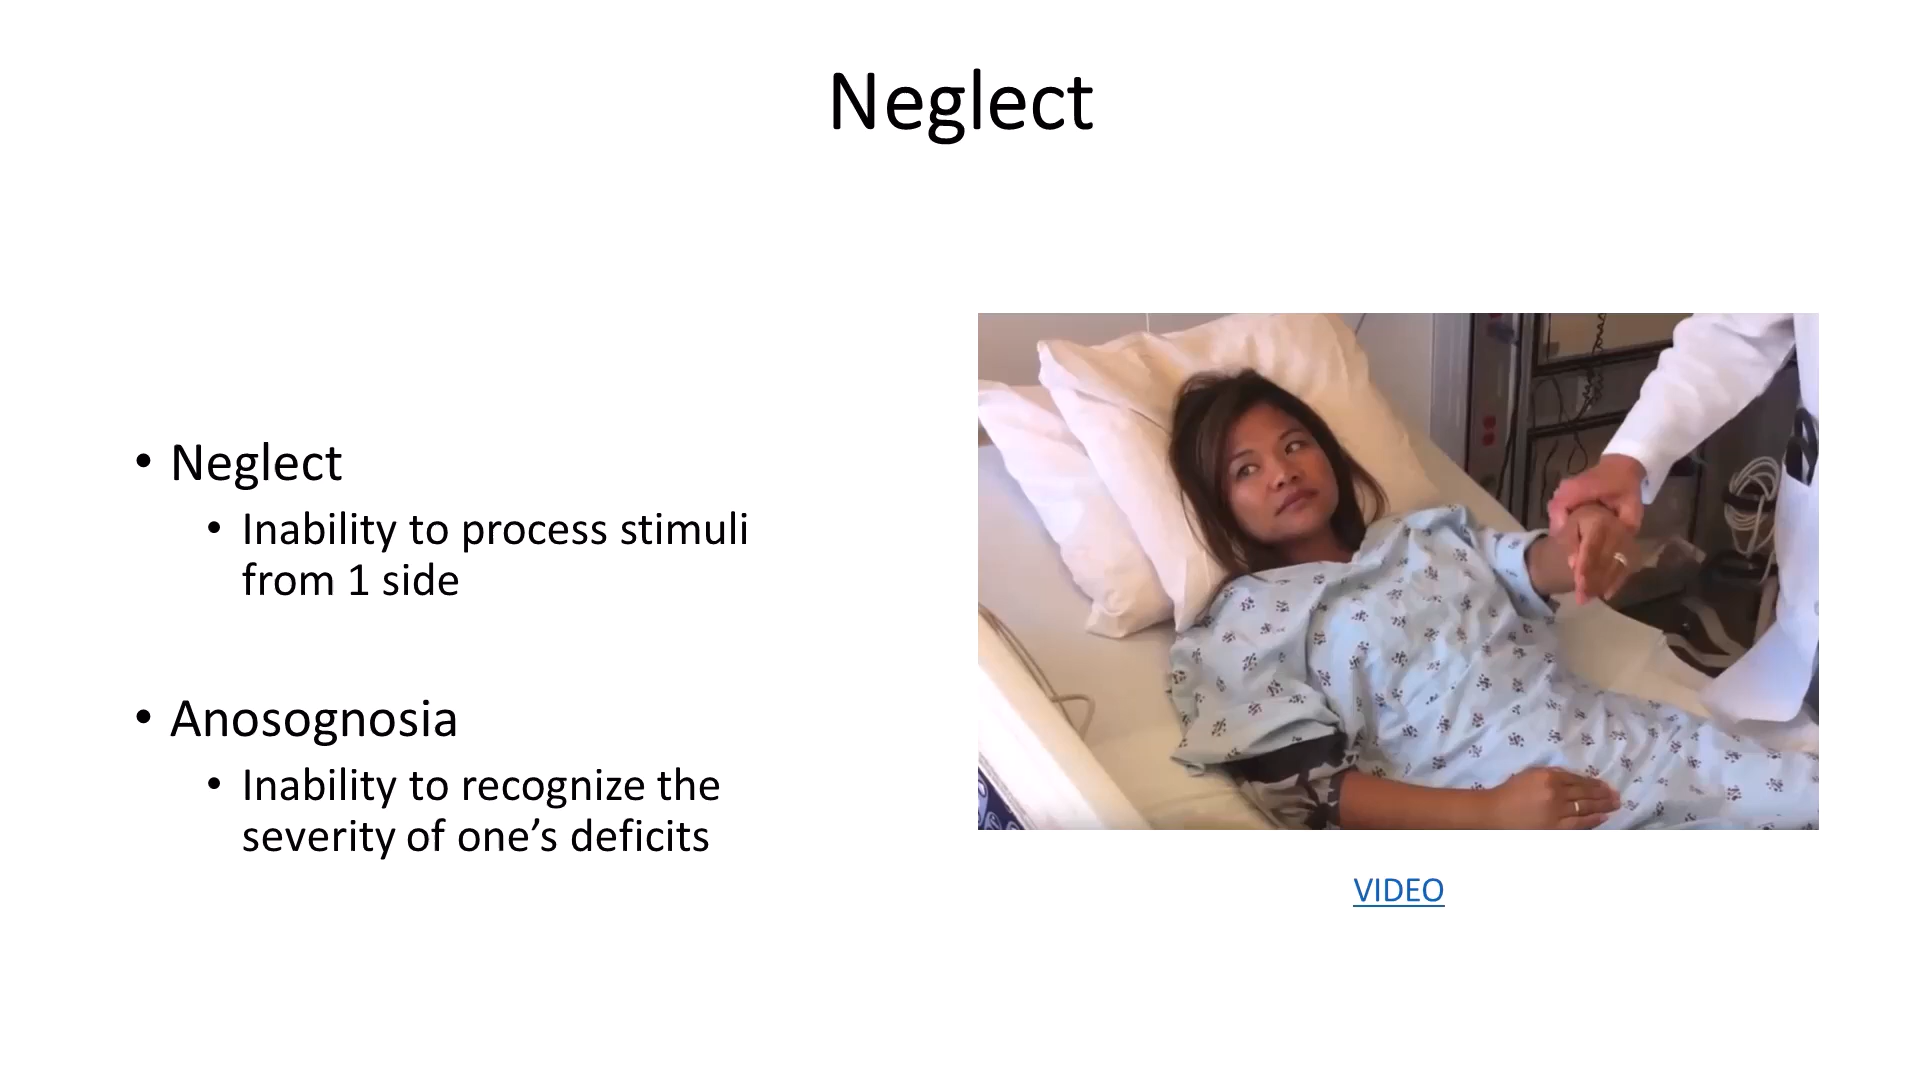 Neglect
• Neglect
• Inability to process stimuli
from 1 side
• Anosognosia
• Inability to recognize the
severity of one’s deficits
VIDEO